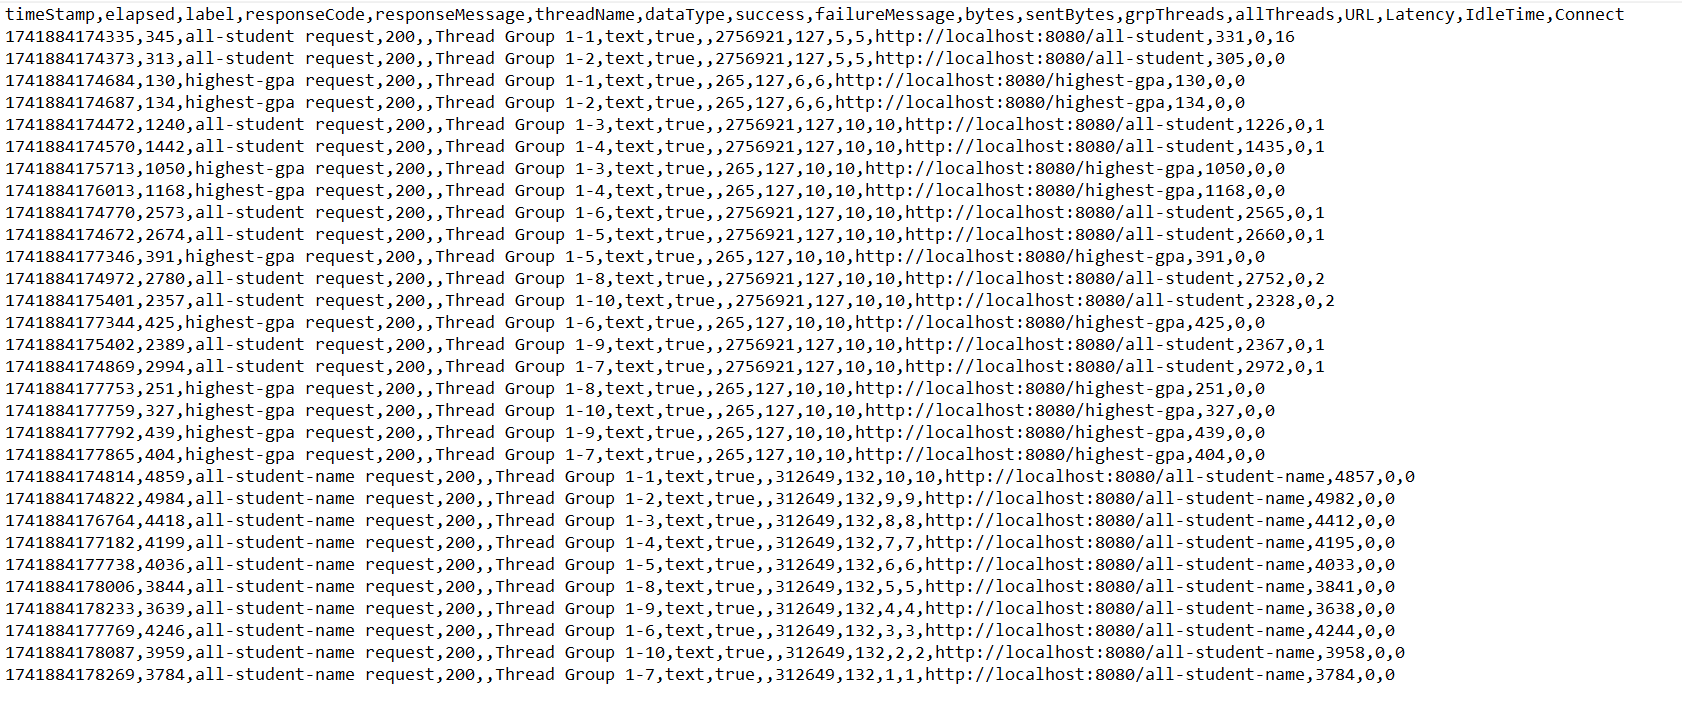 timeStamp,elapsed,label,responseCode,responseMessage,threadName,dataType,success,failureMessage,bytes,sentBytes,grpThreads,allThreads,URL,Latency,IdleTime,Connect
1741884174335,345,all-student request,200,,Thread Group 1-1,text,true,,2756921,127,5,5,http://localhost:8080/all-student,331,0,16
1741884174373,313,all-student request,200,,Thread Group 1-2,text,true,,2756921,127,5,5,http://localhost:8080/all-student,305,0,0
1741884174684,130,highest-gpa request,200,,Thread Group 1-1,text,true,,265,127,6,6,http://localhost:8080/highest-gpa,130,0,0
1741884174687,134,highest-gpa request,200,,Thread Group 1-2,text,true,,265,127,6,6,http://localhost:8080/highest-gpa,134,0,0
1741884174472,1240,all-student request,200,,Thread Group 1-3,text,true,,2756921,127,10,10,http://localhost:8080/all-student,1226,0,1
1741884174570,1442,all-student request,200,,Thread Group 1-4,text,true,,2756921,127,10,10,http://localhost:8080/all-student,1435,0,1
1741884175713,1050,highest-gpa request,200,,Thread Group 1-3,text,true,,265,127,10,10,http://localhost:8080/highest-gpa,1050,0,0
1741884176013,1168,highest-gpa request,200,,Thread Group 1-4,text,true,,265,127,10,10,http://localhost:8080/highest-gpa,1168,0,0
1741884174770,2573,all-student request,200,,Thread Group 1-6,text,true,,2756921,127,10,10,http://localhost:8080/all-student,2565,0,1
1741884174672,2674,all-student request,200,,Thread Group 1-5,text,true,,2756921,127,10,10,http://localhost:8080/all-student,2660,0,1
1741884177346,391,highest-gpa request,200,,Thread Group 1-5,text,true,,265,127,10,10,http://localhost:8080/highest-gpa,391,0,0
1741884174972,2780,all-student request,200,,Thread Group 1-8,text,true,,2756921,127,10,10,http://localhost:8080/all-student,2752,0,2
1741884175401,2357,all-student request,200,,Thread Group 1-10,text,true,,2756921,127,10,10,http://localhost:8080/all-student,2328,0,2
1741884177344,425,highest-gpa request,200,,Thread Group 1-6,text,true,,265,127,10,10,http://localhost:8080/highest-gpa,425,0,0
1741884175402,2389,all-student request,200,,Thread Group 1-9,text,true,,2756921,127,10,10,http://localhost:8080/all-student,2367,0,1
1741884174869,2994,all-student request,200,,Thread Group 1-7,text,true,,2756921,127,10,10,http://localhost:8080/all-student,2972,0,1
1741884177753,251,highest-gpa request,200,,Thread Group 1-8,text,true,,265,127,10,10,http://localhost:8080/highest-gpa,251,0,0
1741884177759,327,highest-gpa request,200,,Thread Group 1-10,text,true,,265,127,10,10,http://localhost:8080/highest-gpa,327,0,0
1741884177792,439,highest-gpa request,200,,Thread Group 1-9,text,true,,265,127,10,10,http://localhost:8080/highest-gpa,439,0,0
1741884177865,404,highest-gpa request,200,,Thread Group 1-7,text,true,,265,127,10,10,http://localhost:8080/highest-gpa,404,0,0
1741884174814,4859,all-student-name request,200,,Thread Group 1-1,text,true,,312649,132,10,10,http://localhost:8080/all-student-name,4857,0,0
1741884174822,4984,all-student-name request,200,,Thread Group 1-2,text,true,,312649,132,9,9,http://localhost:8080/all-student-name,4982,0,0
1741884176764,4418,all-student-name request,200,,Thread Group 1-3,text,true,,312649,132,8,8,http://localhost:8080/all-student-name,4412,0,0
1741884177182,4199,all-student-name request,200,,Thread Group 1-4,text,true,,312649,132,7,7,http://localhost:8080/all-student-name,4195,0,0
1741884177738,4036,all-student-name request,200,,Thread Group 1-5,text,true,,312649,132,6,6,http://localhost:8080/all-student-name,4033,0,0
1741884178006,3844,all-student-name request,200,,Thread Group 1-8,text,true,,312649,132,5,5,http://localhost:8080/all-student-name,3841,0,0
1741884178233,3639,all-student-name request,200,,Thread Group 1-9,text,true,,312649,132,4,4,http://localhost:8080/all-student-name,3638,0,0
1741884177769,4246,all-student-name request,200,,Thread Group 1-6,text,true,,312649,132,3,3,http://localhost:8080/all-student-name,4244,0,0
1741884178087,3959,all-student-name request,200,,Thread Group 1-10,text,true,,312649,132,2,2,http://localhost:8080/all-student-name,3958,0,0
1741884178269,3784,all-student-name request,200,,Thread Group 1-7,text,true,,312649,132,1,1,http://localhost:8080/all-student-name,3784,0,0